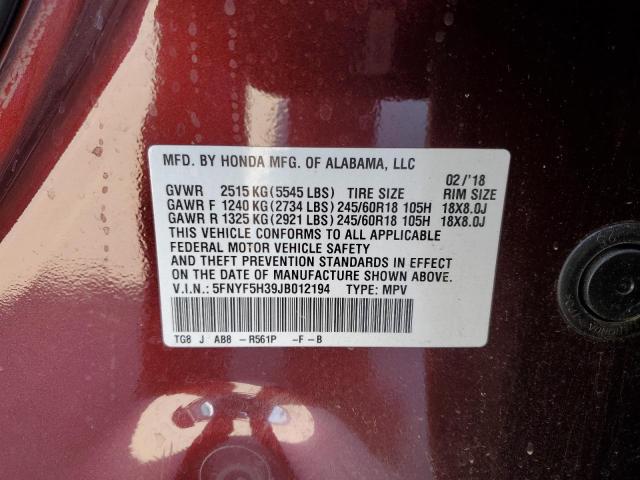 MFD. BY HONDA MFG. OF ALABAMA, LLC
02/'18
GVWR 2515 KG(5545 LBS) TIRE SIZE RIM SIZE
GAWR F 1240 KG(2734 LBS) 245/60R18 105H 18X8.0J
GAWR R 1325 KG(2921 LBS) 245/60R18 105H 18X8.0J
THIS VEHICLE CONFORMS TO ALL APPLICABLE
FEDERAL MOTOR VEHICLE SAFETY
AND THEFT PREVENTION STANDARDS IN EFFECT
ON THE DATE OF MANUFACTURE SHOWN ABOVE.
V.I.N.: 5FNYF5H39JB012194 TYPE: MPV
TG8 J AB8 -R561P -F-B